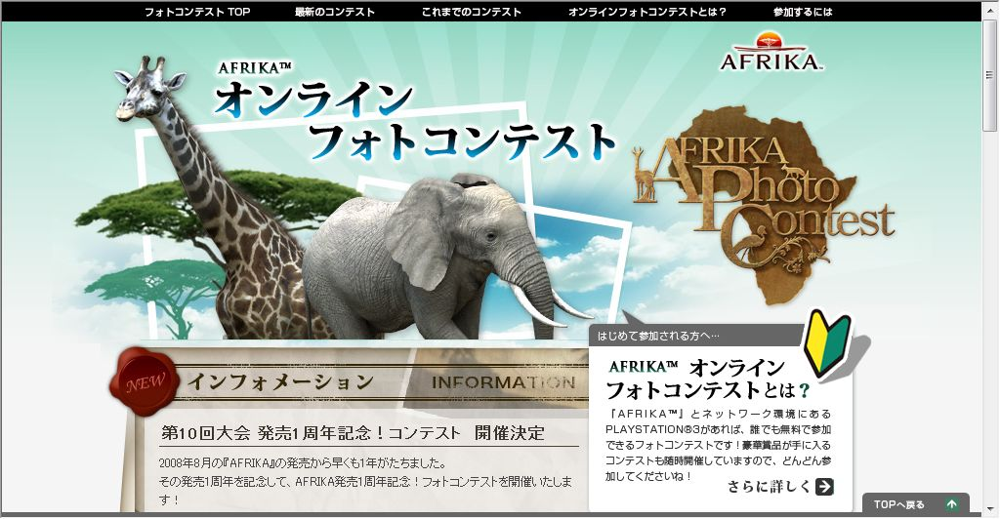 フォトコンテスト TOP
最新のコンテスト
これまでのコンテスト
オンラインフォトコンテストとは？
参加するには
AFRIKA™
オンライン
フォトコンテスト
AFRIKA™
AFRIKA
Photo
Contest
はじめて参加される方へ…
AFRIKA™ オンライン
フォトコンテストとは？
『AFRIKA™』とネットワーク環境にある
PLAYSTATION®3があれば、誰でも無料で参加
できるフォトコンテストです！豪華賞品が手に入る
コンテストも随時開催していますので、どんどん参
加してくださいね！
さらに詳しく
NEW
インフォメーション
INFORMATION
第10回大会 発売1周年記念！コンテスト 開催決定
2008年8月の『AFRIKA』の発売から早くも1年がたちました。
その発売1周年を記念して、AFRIKA発売1周年記念！フォトコンテストを開催いたしま
す！
TOPへ戻る